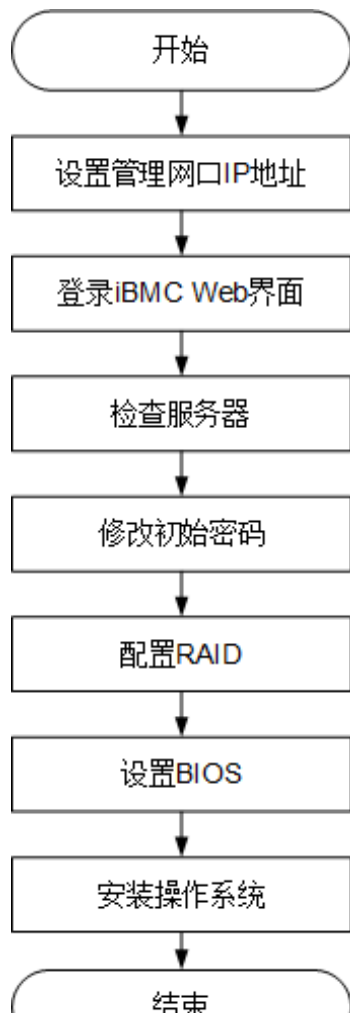 开始
设置管理网口IP地址
登录iBMC Web界面
检查服务器
修改初始密码
配置RAID
设置BIOS
安装操作系统
结束